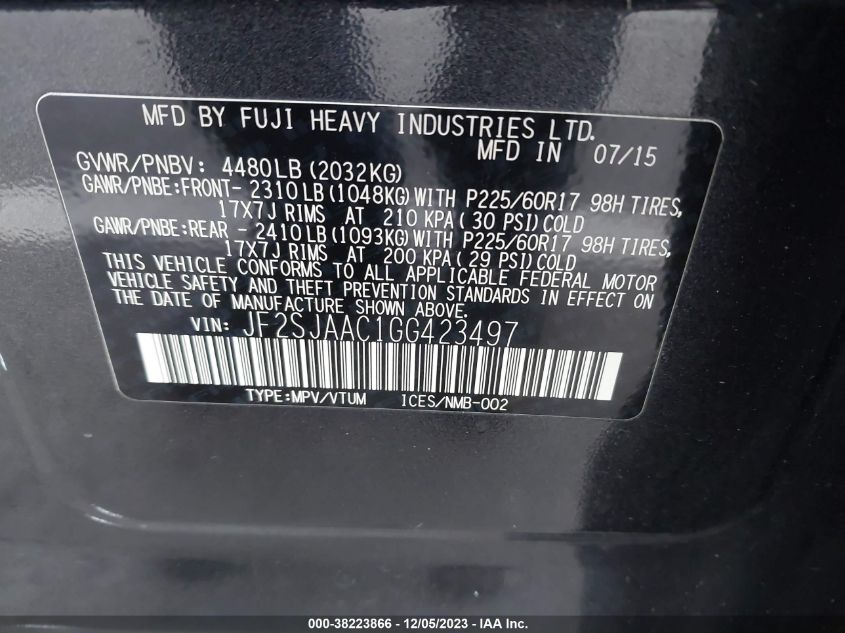 MFD BY FUJI HEAVY INDUSTRIES LTD.
MFD IN 07/15
GVWR/PNBV: 4480LB(2032KG)
GAWR/PNBE:FRONT- 2310LB(1048KG)WITH P225/60R17 98H TIRES,
17X7J RIMS AT 210 KPA( 30 PSI)COLD
GAWR/PNBE:REAR - 2410LB(1093KG)WITH P225/60R17 98H TIRES,
17X7J RIMS AT 200 KPA( 29 PSI)COLD
THIS VEHICLE CONFORMS TO ALL APPLICABLE FEDERAL MOTOR
VEHICLE SAFETY AND THEFT PREVENTION STANDARDS IN EFFECT ON
THE DATE OF MANUFACTURE SHOWN ABOVE.
VIN: JF2SJAAC1GG423497
TYPE:MPV/VTUM ICES/NMB-002
000-38223866 - 12/05/2023 - IAA Inc.